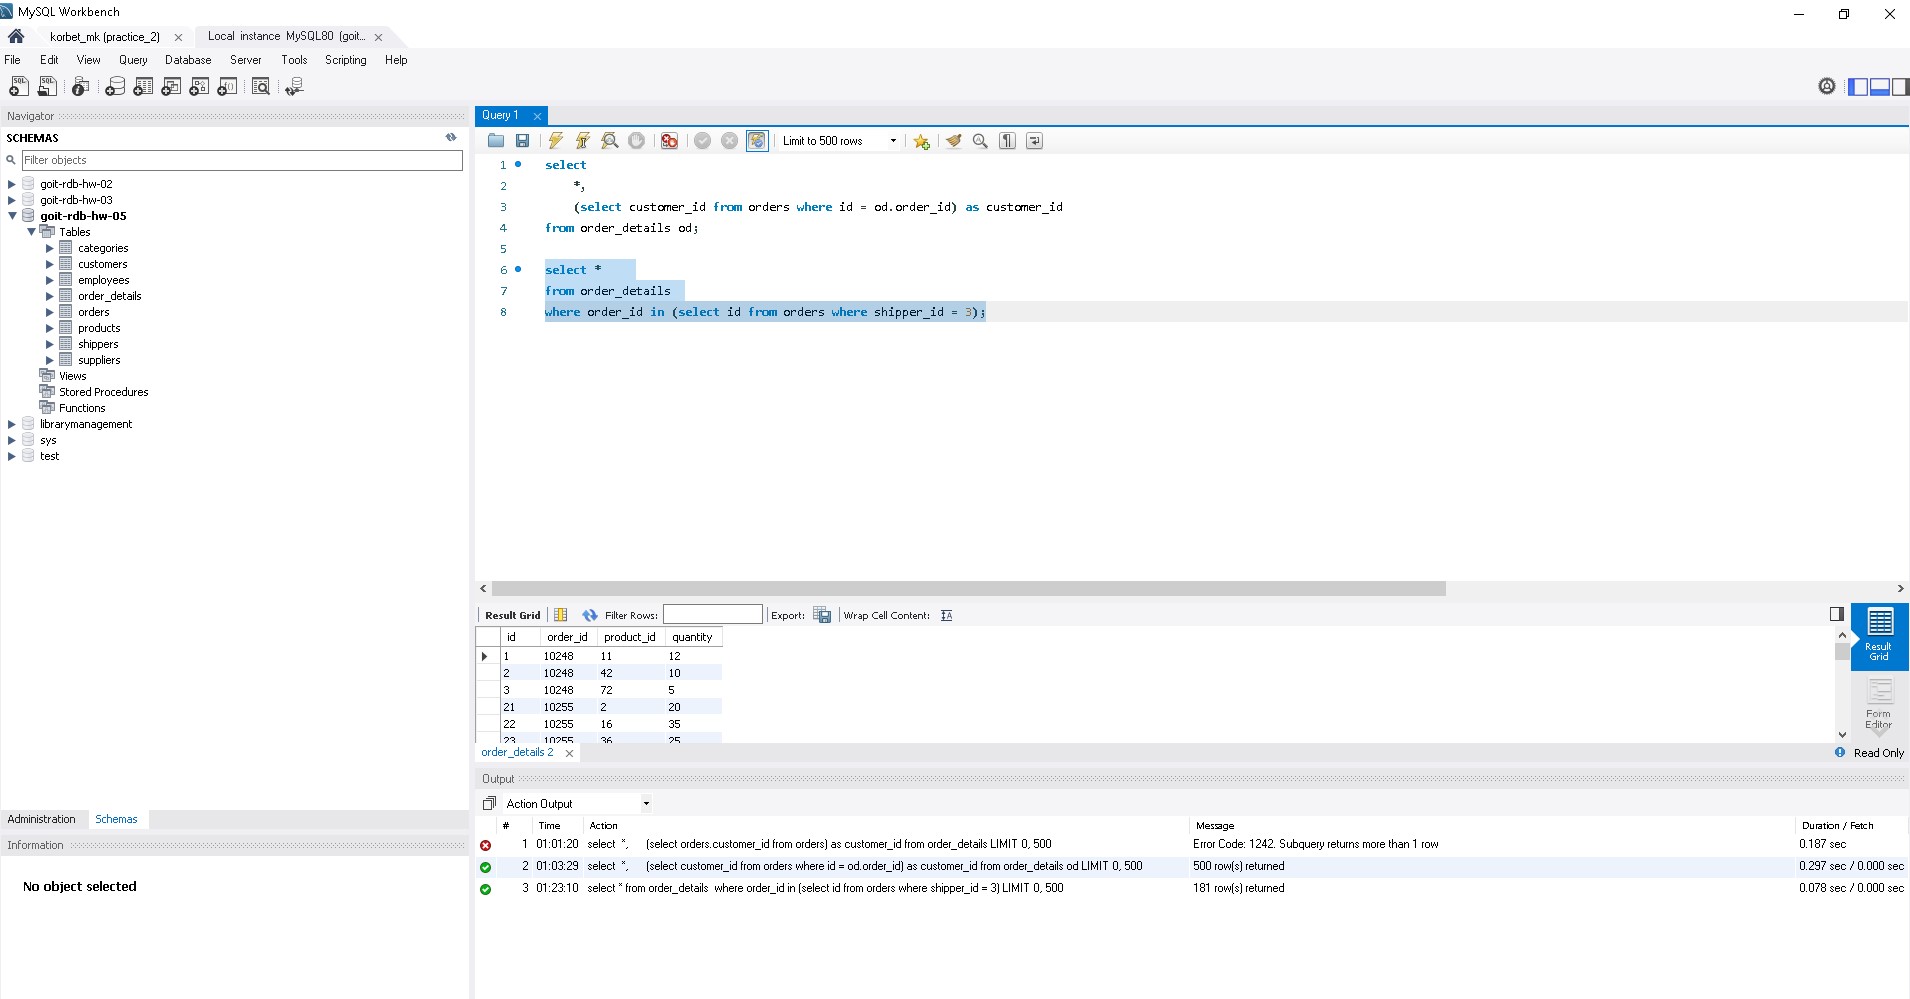 MySQL Workbench
korbet_mk (practice_2) Local instance MySQL80 (goit...
File Edit View Query Database Server Tools Scripting Help
Navigator
SCHEMAS
Filter objects
goit-rdb-hw-02
goit-rdb-hw-03
goit-rdb-hw-05
Tables
categories
customers
employees
order_details
orders
products
shippers
suppliers
Views
Stored Procedures
Functions
librarymanagement
sys
test
Administration Schemas
Information
No object selected
Query 1
Limit to 500 rows
1 select
2 *,
3 (select customer_id from orders where id = od.order_id) as customer_id
4 from order_details od;
5
6 select *
7 from order_details
8 where order_id in (select id from orders where shipper_id = 3);
Result Grid Filter Rows: Export: Wrap Cell Content:
id order_id product_id quantity
1 10248 11 12
2 10248 42 10
3 10248 72 5
21 10255 2 20
22 10255 16 35
23 10255 36 25
Result Grid
Form Editor
order_details 2 Read Only
Output
Action Output
# Time Action Message Duration / Fetch
1 01:01:20 select *, (select orders.customer_id from orders) as customer_id from order_details LIMIT 0, 500 Error Code: 1242. Subquery returns more than 1 row 0.187 sec
2 01:03:29 select *, (select customer_id from orders where id = od.order_id) as customer_id from order_details od LIMIT 0, 500 500 row(s) returned 0.297 sec / 0.000 sec
3 01:23:10 select * from order_details where order_id in (select id from orders where shipper_id = 3) LIMIT 0, 500 181 row(s) returned 0.078 sec / 0.000 sec